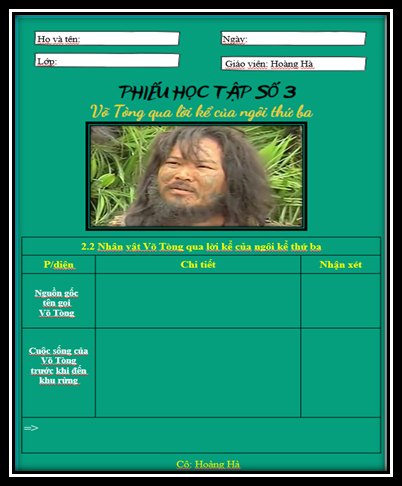 Họ và tên:
Ngày:
Lớp:
Giáo viên: Hoàng Hà
PHIẾU HỌC TẬP SỐ 3
Võ Tòng qua lời kể của ngôi thứ ba
2.2 Nhân vật Võ Tòng qua lời kể của ngôi kể thứ ba
P/diện
Chi tiết
Nhận xét
Nguồn gốc
tên gọi
Võ Tòng
Cuộc sống của
Võ Tòng
trước khi đến
khu rừng
=>
Cô: Hoàng Hà